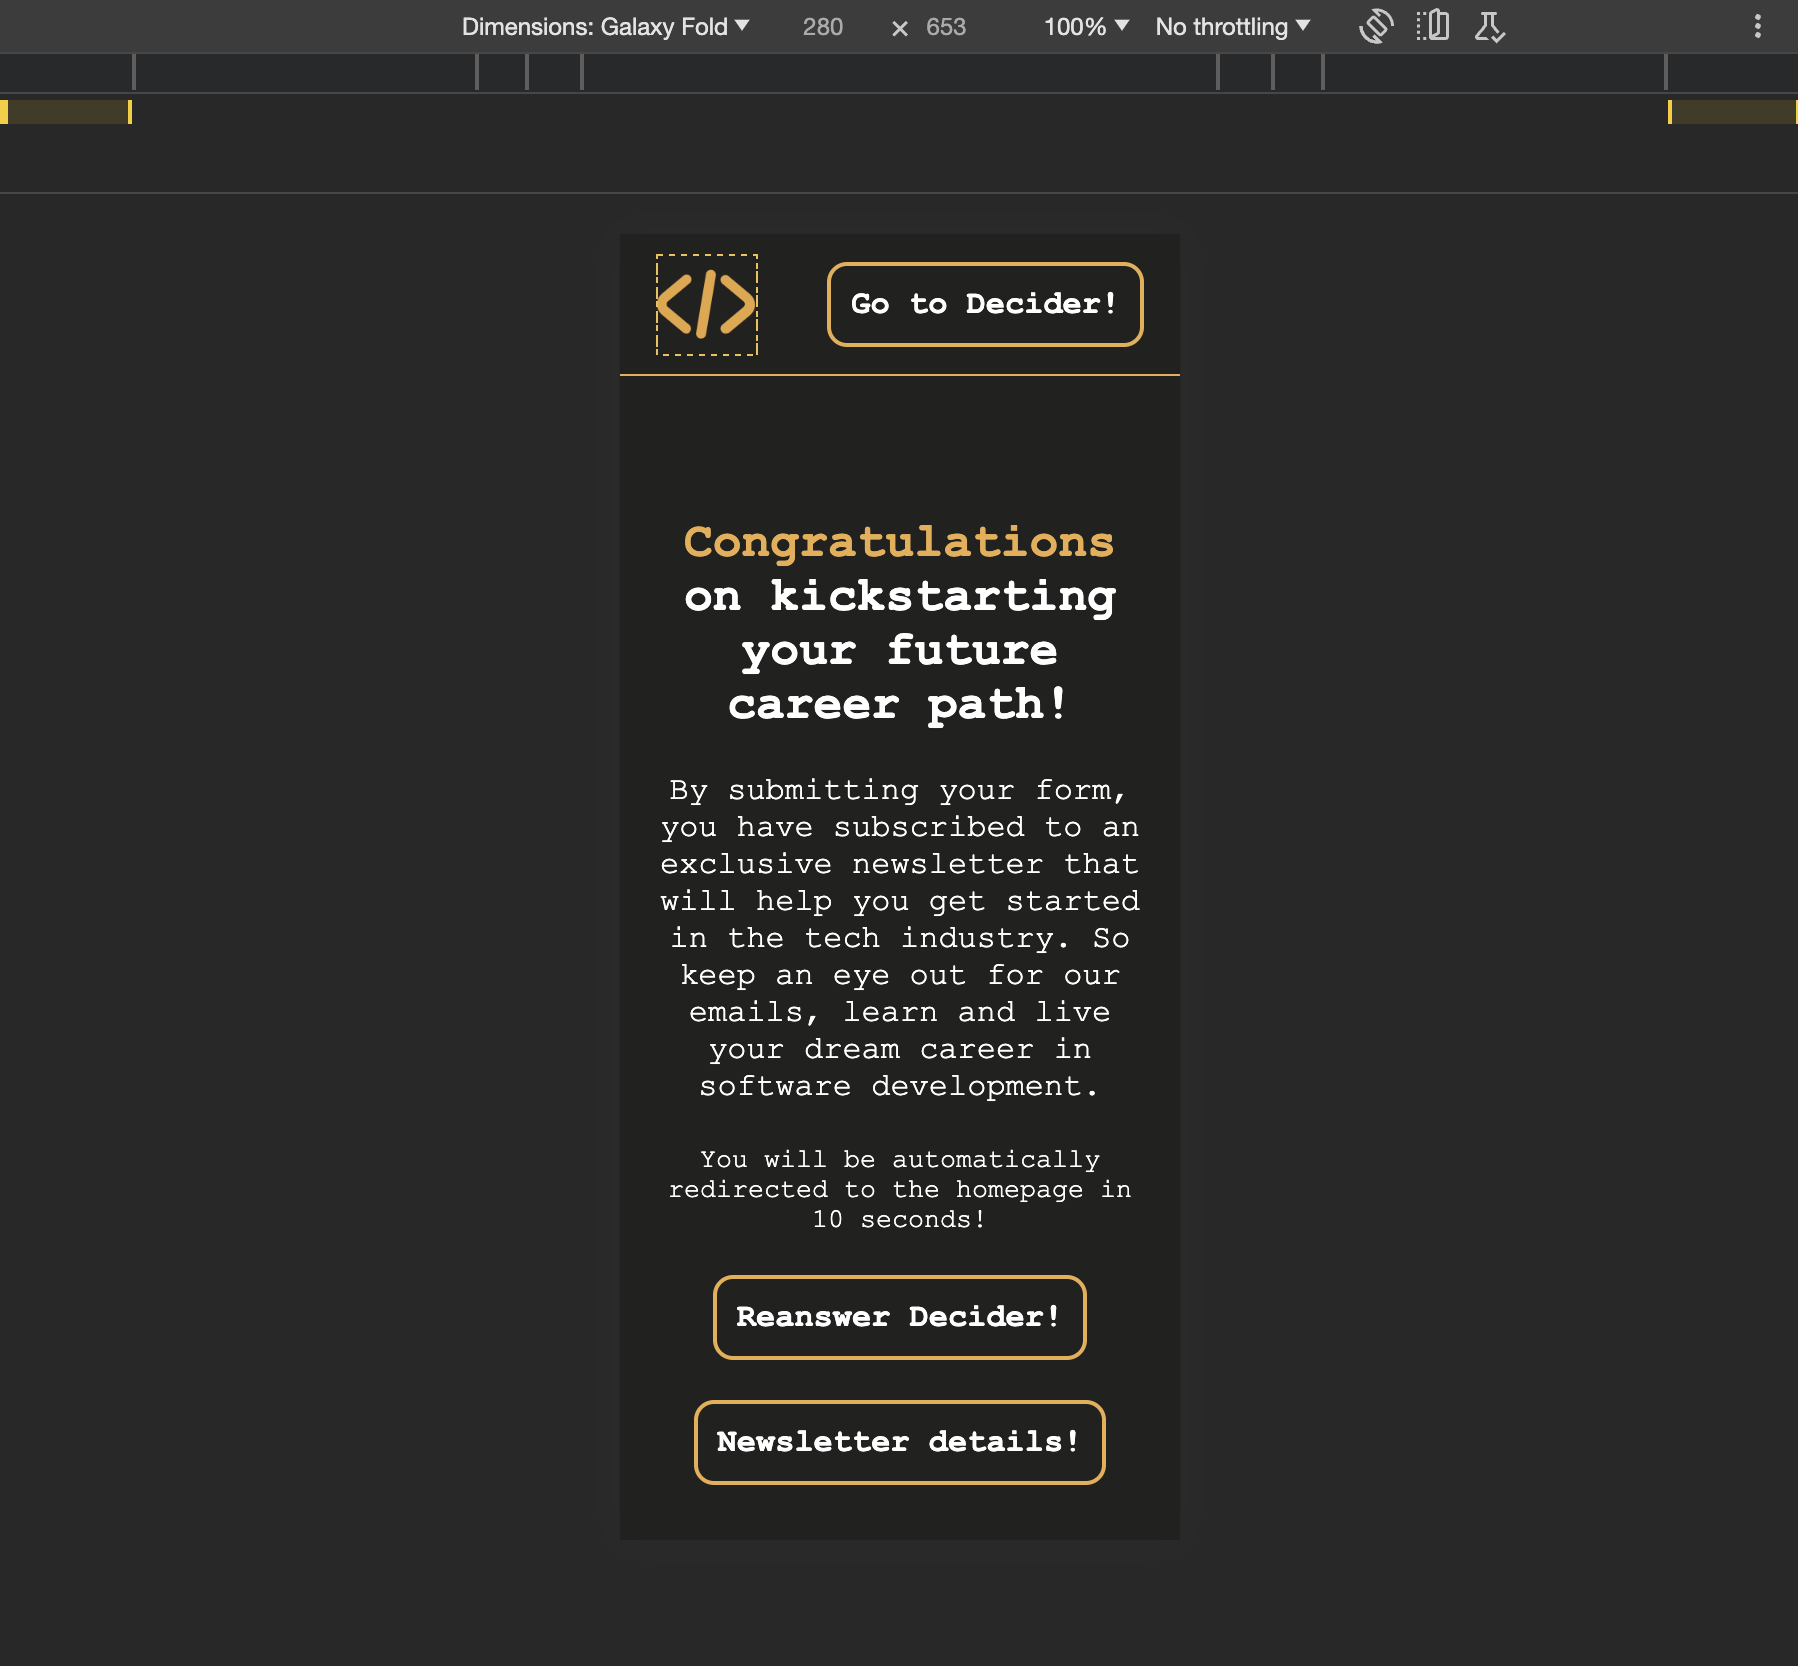 Dimensions: Galaxy Fold 280 × 653 100% No throttling
</> Go to Decider!
Congratulations
on kickstarting
your future
career path!
By submitting your form,
you have subscribed to an
exclusive newsletter that
will help you get started
in the tech industry. So
keep an eye out for our
emails, learn and live
your dream career in
software development.
You will be automatically
redirected to the homepage in
10 seconds!
Reanswer Decider!
Newsletter details!